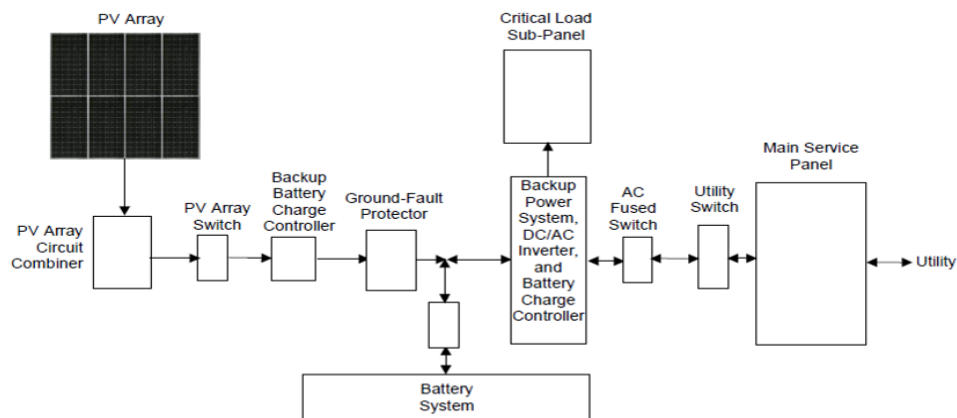 PV Array
Critical Load
Sub-Panel
Main Service
Panel
Backup
Battery
Charge
Controller
Ground-Fault
Protector
PV Array
Switch
PV Array
Circuit
Combiner
Backup
Power
System,
DC/AC
Inverter,
and
Battery
Charge
Controller
AC
Fused
Switch
Utility
Switch
Utility
Battery
System